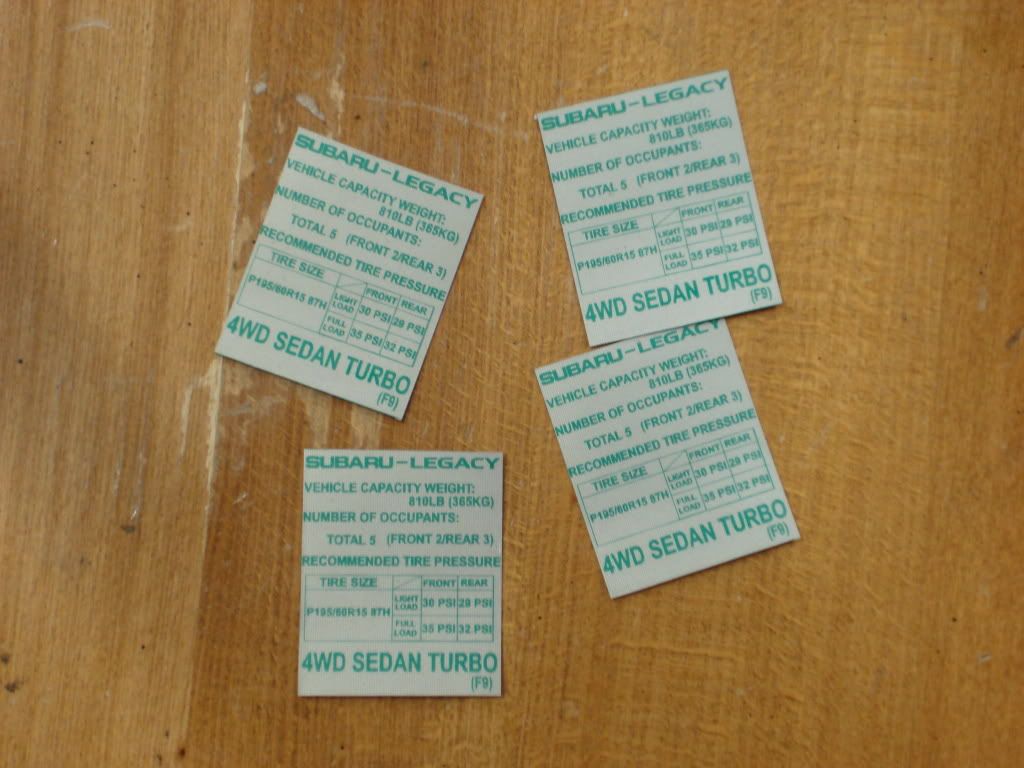 SUBARU-LEGACY
VEHICLE CAPACITY WEIGHT:
810LB (365KG)
NUMBER OF OCCUPANTS:
TOTAL 5 (FRONT 2/REAR 3)
RECOMMENDED TIRE PRESSURE
TIRE SIZE FRONT REAR
P195/60R15 87H LIGHT LOAD 30 PSI 29 PSI
FULL LOAD 35 PSI 32 PSI
4WD SEDAN TURBO
(F9)
SUBARU-LEGACY
VEHICLE CAPACITY WEIGHT:
810LB (365KG)
NUMBER OF OCCUPANTS:
TOTAL 5 (FRONT 2/REAR 3)
RECOMMENDED TIRE PRESSURE
TIRE SIZE FRONT REAR
P195/60R15 87H LIGHT LOAD 30 PSI 29 PSI
FULL LOAD 35 PSI 32 PSI
4WD SEDAN TURBO
(F9)
SUBARU-LEGACY
VEHICLE CAPACITY WEIGHT:
810LB (365KG)
NUMBER OF OCCUPANTS:
TOTAL 5 (FRONT 2/REAR 3)
RECOMMENDED TIRE PRESSURE
TIRE SIZE FRONT REAR
P195/60R15 87H LIGHT LOAD 30 PSI 29 PSI
FULL LOAD 35 PSI 32 PSI
4WD SEDAN TURBO
(F9)
SUBARU-LEGACY
VEHICLE CAPACITY WEIGHT:
810LB (365KG)
NUMBER OF OCCUPANTS:
TOTAL 5 (FRONT 2/REAR 3)
RECOMMENDED TIRE PRESSURE
TIRE SIZE FRONT REAR
P195/60R15 87H LIGHT LOAD 30 PSI 29 PSI
FULL LOAD 35 PSI 32 PSI
4WD SEDAN TURBO
(F9)